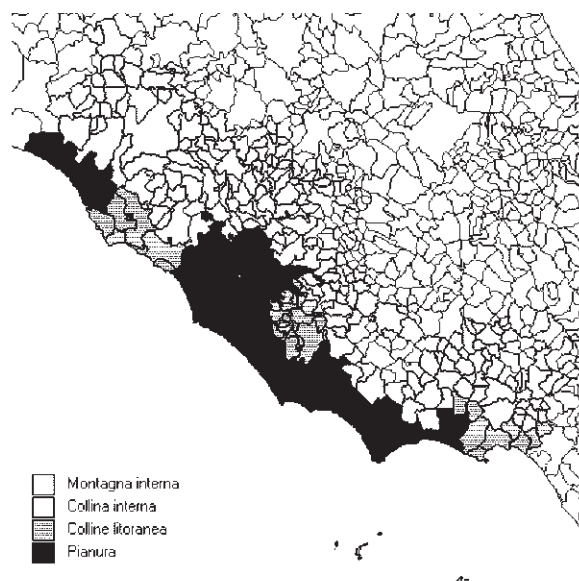 Montagna interna
Collina interna
Colline litoranea
Pianura